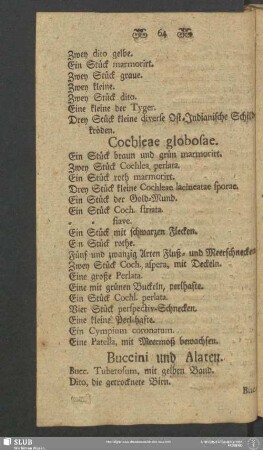 64
Zwey dito gelbe.
Ein Stück marmorirt.
Zwey Stück graue.
Zwey kleine.
Zwey Stück dito.
Eine kleine der Tyger.
Drey Stück kleine diverse Ost-Indianische Schild-
kröden.
Cochleae globosae.
Ein Stück braun und grün marmorirt.
Zwey Stück Cochlea perlata.
Ein Stück roth marmorirt.
Drey Stück kleine Cochleae lacineatae
Ein Stück der Gold-Mund.
Ein Stück Coch. striata.
flave.
Ein Stück mit schwarzen Flecken.
Ein Stück rothe.
Fünf und zwanzig Arten Fluß- und Meerschnecken
Zwey Stück Coch. aspera, mit Deckeln.
Eine große Perlata.
Eine mit grünen Buckeln, perlhafte.
Ein Stück Cochl. perlata.
Vier Stück perspectiv-Schnecken.
Eine kleine Perlhafte.
Ein Cympium coronatum.
Eine Patella, mit Meermoß bewachsen.
Buccini und Alaten.
Bucc. Tuberosum, mit gelben Band.
Dito, die getrocknete Birn.
SLUB